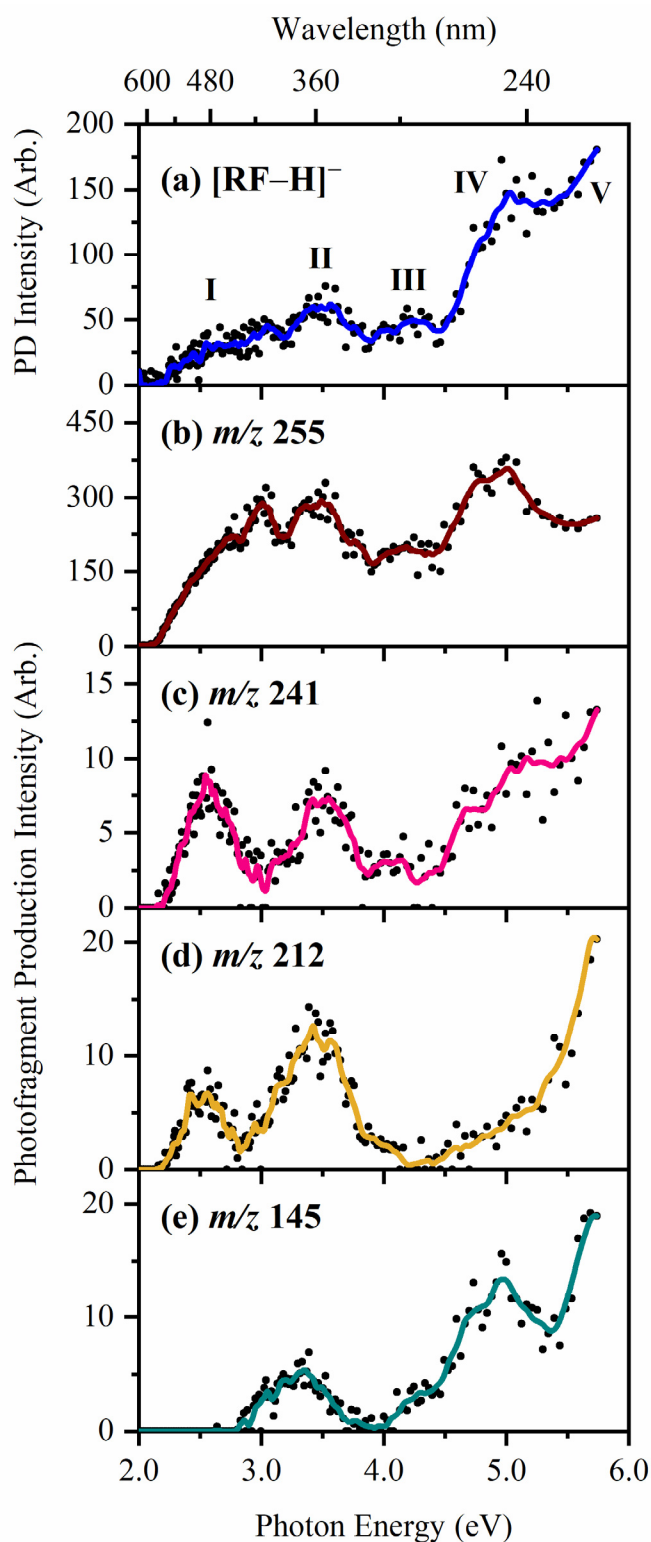 Wavelength (nm)
600 480 360 240
200
150
100
50
0
PD Intensity (Arb.)
(a) [RF–H]⁻
I
II
III
IV
V
450
300
150
0
(b) m/z 255
Photofragment Production Intensity (Arb.)
15
10
5
0
(c) m/z 241
20
10
0
(d) m/z 212
20
10
0
(e) m/z 145
2.0 3.0 4.0 5.0 6.0
Photon Energy (eV)